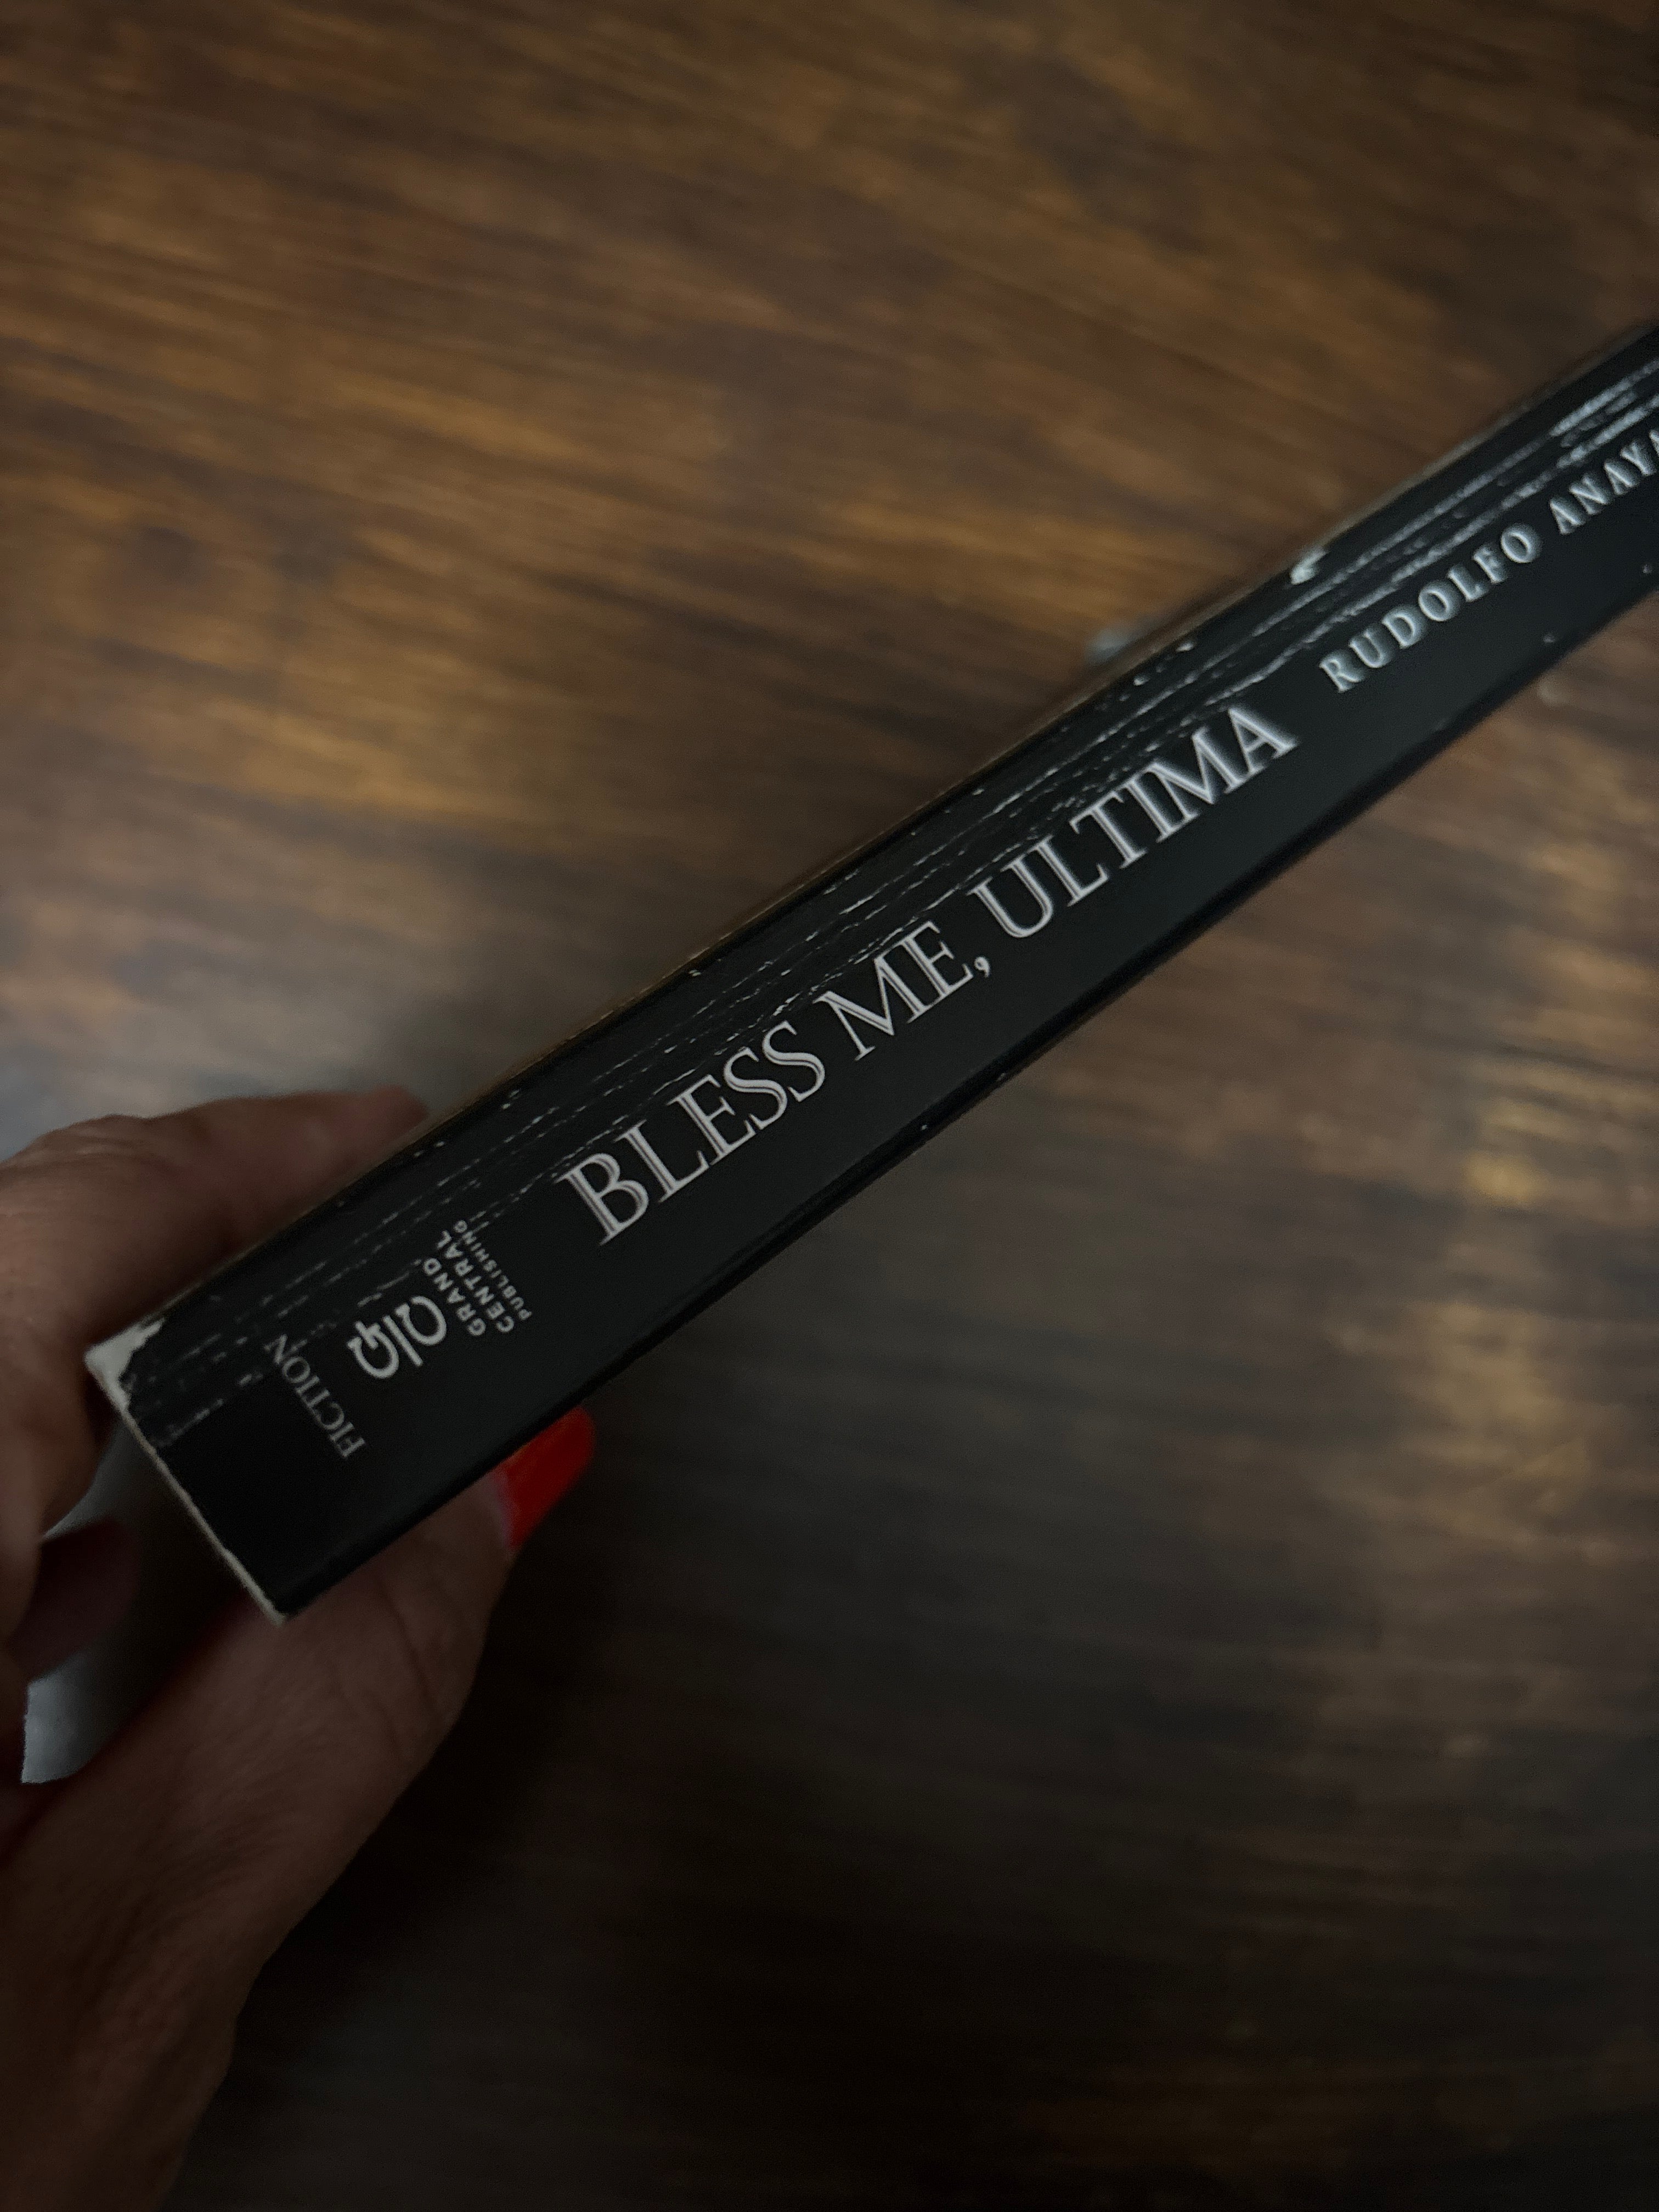 FICTION
GRAND
CENTRAL
PUBLISHING
BLESS ME, ULTIMA
RUDOLFO ANAYA